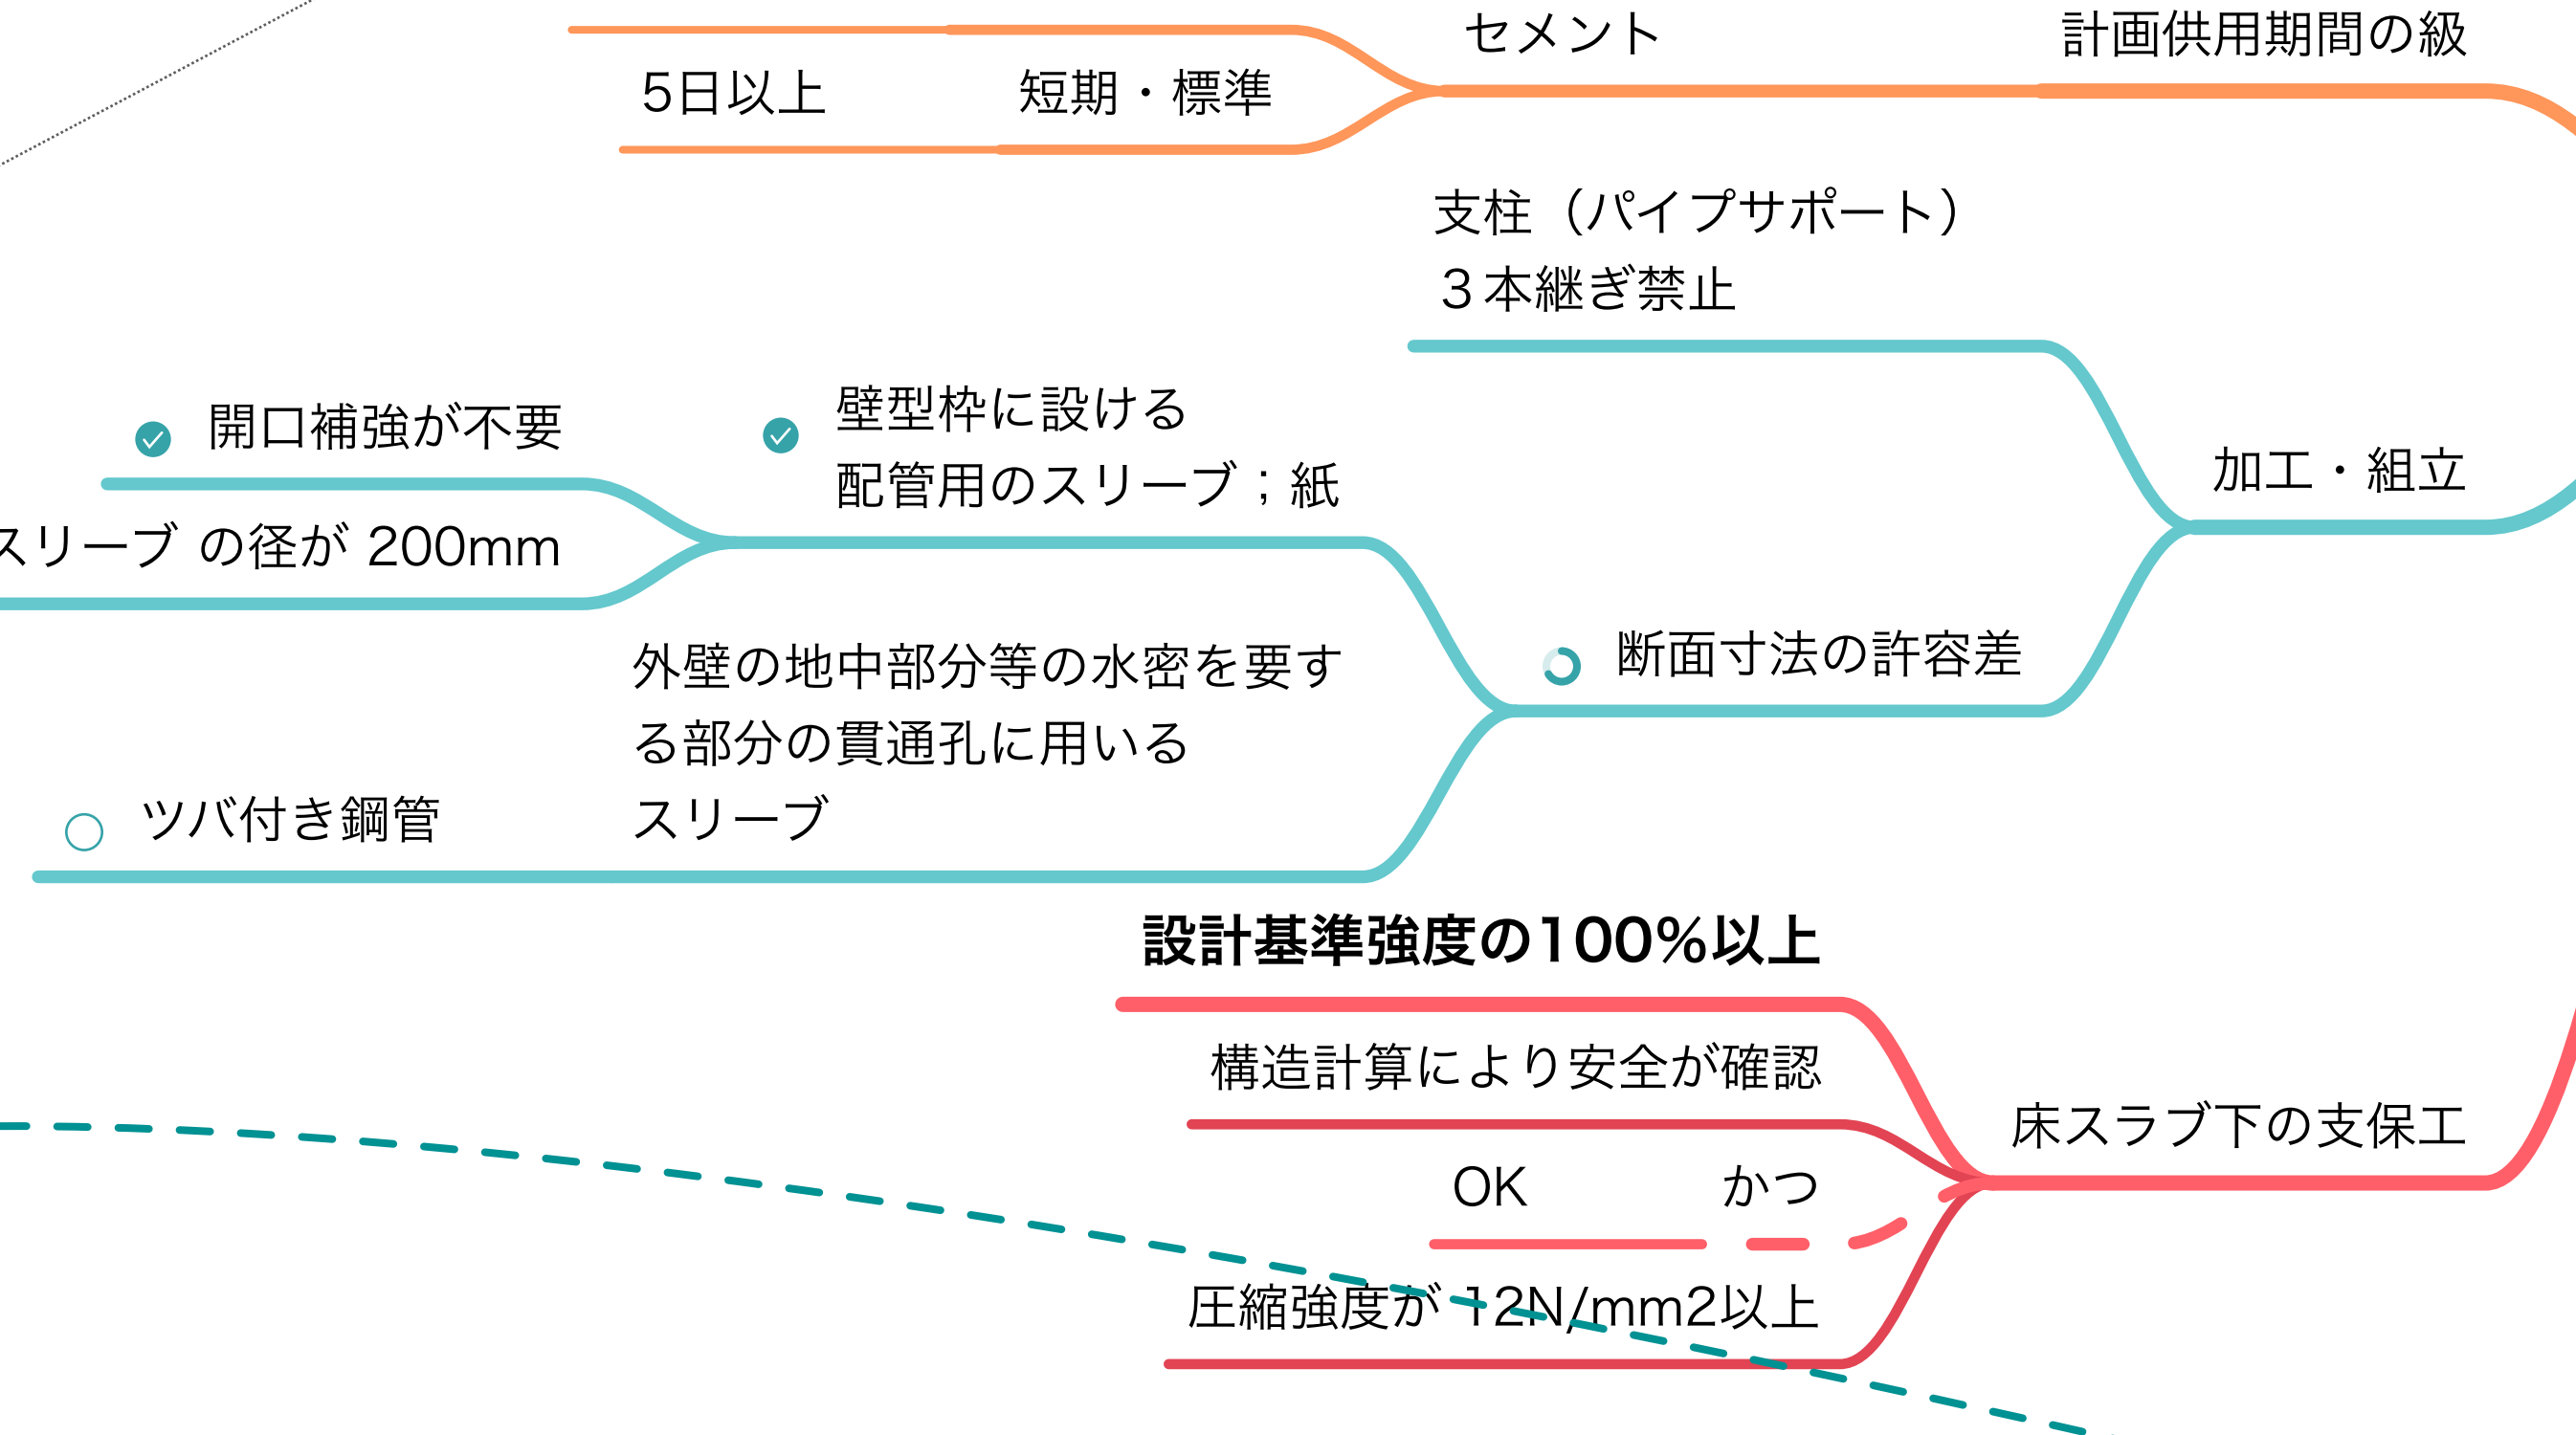 セメント
計画供用期間の級
5日以上
短期・標準
支柱（パイプサポート）
３本継ぎ禁止
開口補強が不要
壁型枠に設ける
配管用のスリーブ；紙
加工・組立
スリーブ の径が 200mm
断面寸法の許容差
外壁の地中部分等の水密を要す
る部分の貫通孔に用いる
スリーブ
ツバ付き鋼管
設計基準強度の100%以上
構造計算により安全が確認
床スラブ下の支保工
OK
かつ
圧縮強度が 12N/mm2以上